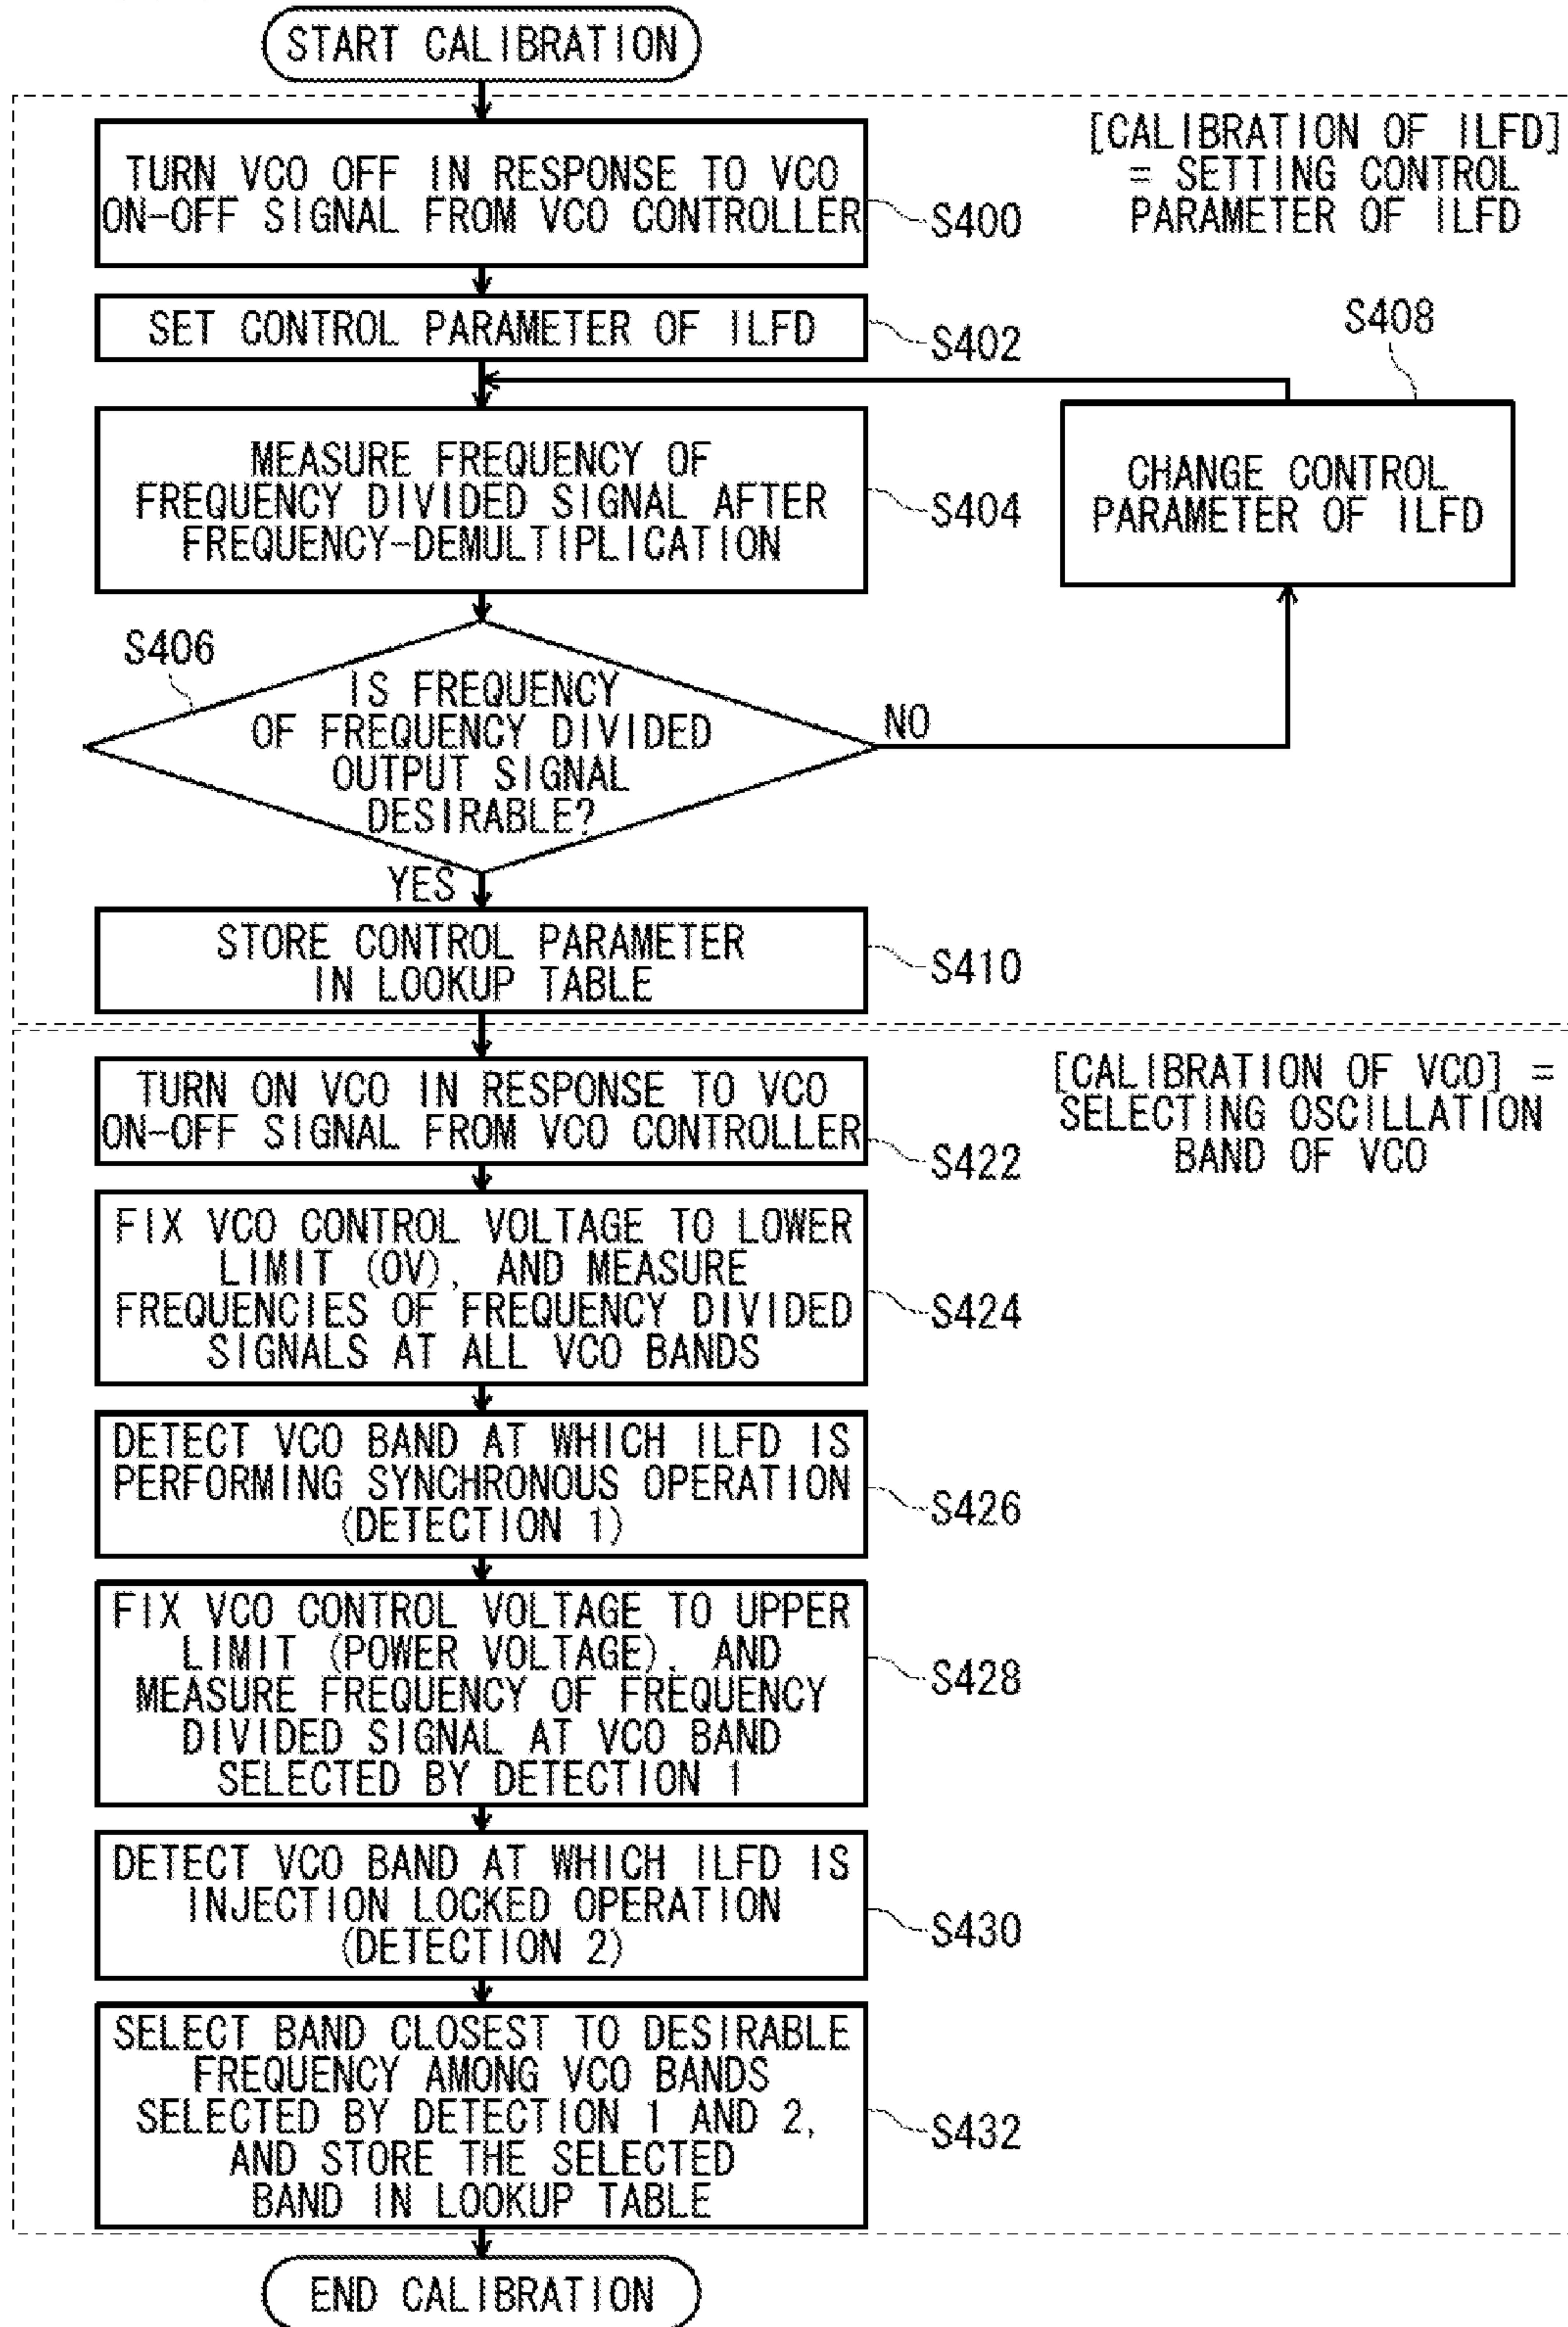 START CALIBRATION
[CALIBRATION OF ILFD]
= SETTING CONTROL
PARAMETER OF ILFD
TURN VCO OFF IN RESPONSE TO VCO
ON-OFF SIGNAL FROM VCO CONTROLLER
S400
SET CONTROL PARAMETER OF ILFD
S402
S408
CHANGE CONTROL
PARAMETER OF ILFD
MEASURE FREQUENCY OF
FREQUENCY DIVIDED SIGNAL AFTER
FREQUENCY-DEMULTIPLICATION
S404
S406
IS FREQUENCY
OF FREQUENCY DIVIDED
OUTPUT SIGNAL
DESIRABLE?
NO
YES
STORE CONTROL PARAMETER
IN LOOKUP TABLE
S410
[CALIBRATION OF VCO] =
SELECTING OSCILLATION
BAND OF VCO
TURN ON VCO IN RESPONSE TO VCO
ON-OFF SIGNAL FROM VCO CONTROLLER
S422
FIX VCO CONTROL VOLTAGE TO LOWER
LIMIT (0V), AND MEASURE
FREQUENCIES OF FREQUENCY DIVIDED
SIGNALS AT ALL VCO BANDS
S424
DETECT VCO BAND AT WHICH ILFD IS
PERFORMING SYNCHRONOUS OPERATION
(DETECTION 1)
S426
FIX VCO CONTROL VOLTAGE TO UPPER
LIMIT (POWER VOLTAGE), AND
MEASURE FREQUENCY OF FREQUENCY
DIVIDED SIGNAL AT VCO BAND
SELECTED BY DETECTION 1
S428
DETECT VCO BAND AT WHICH ILFD IS
INJECTION LOCKED OPERATION
(DETECTION 2)
S430
SELECT BAND CLOSEST TO DESIRABLE
FREQUENCY AMONG VCO BANDS
SELECTED BY DETECTION 1 AND 2,
AND STORE THE SELECTED
BAND IN LOOKUP TABLE
S432
END CALIBRATION